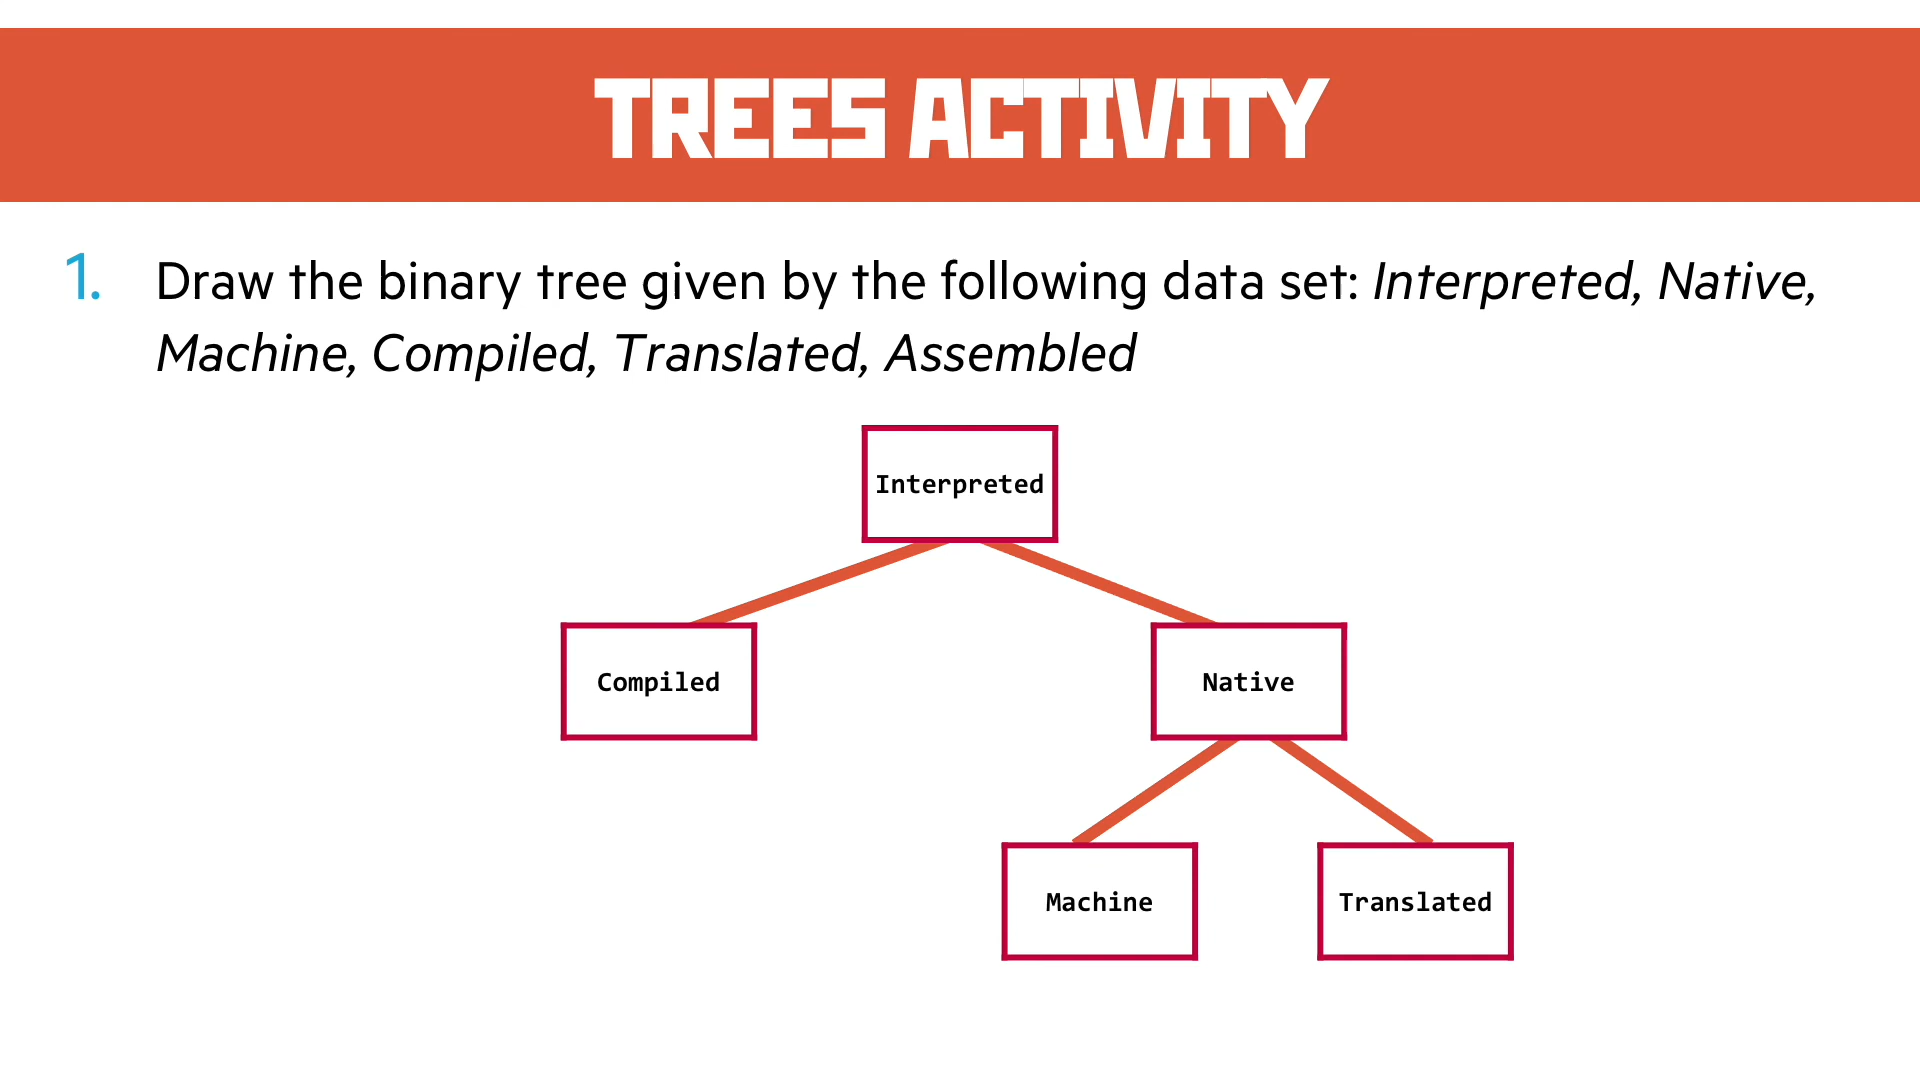 TREES ACTIVITY
1. Draw the binary tree given by the following data set: Interpreted, Native,
Machine, Compiled, Translated, Assembled
Interpreted
Compiled
Native
Machine
Translated